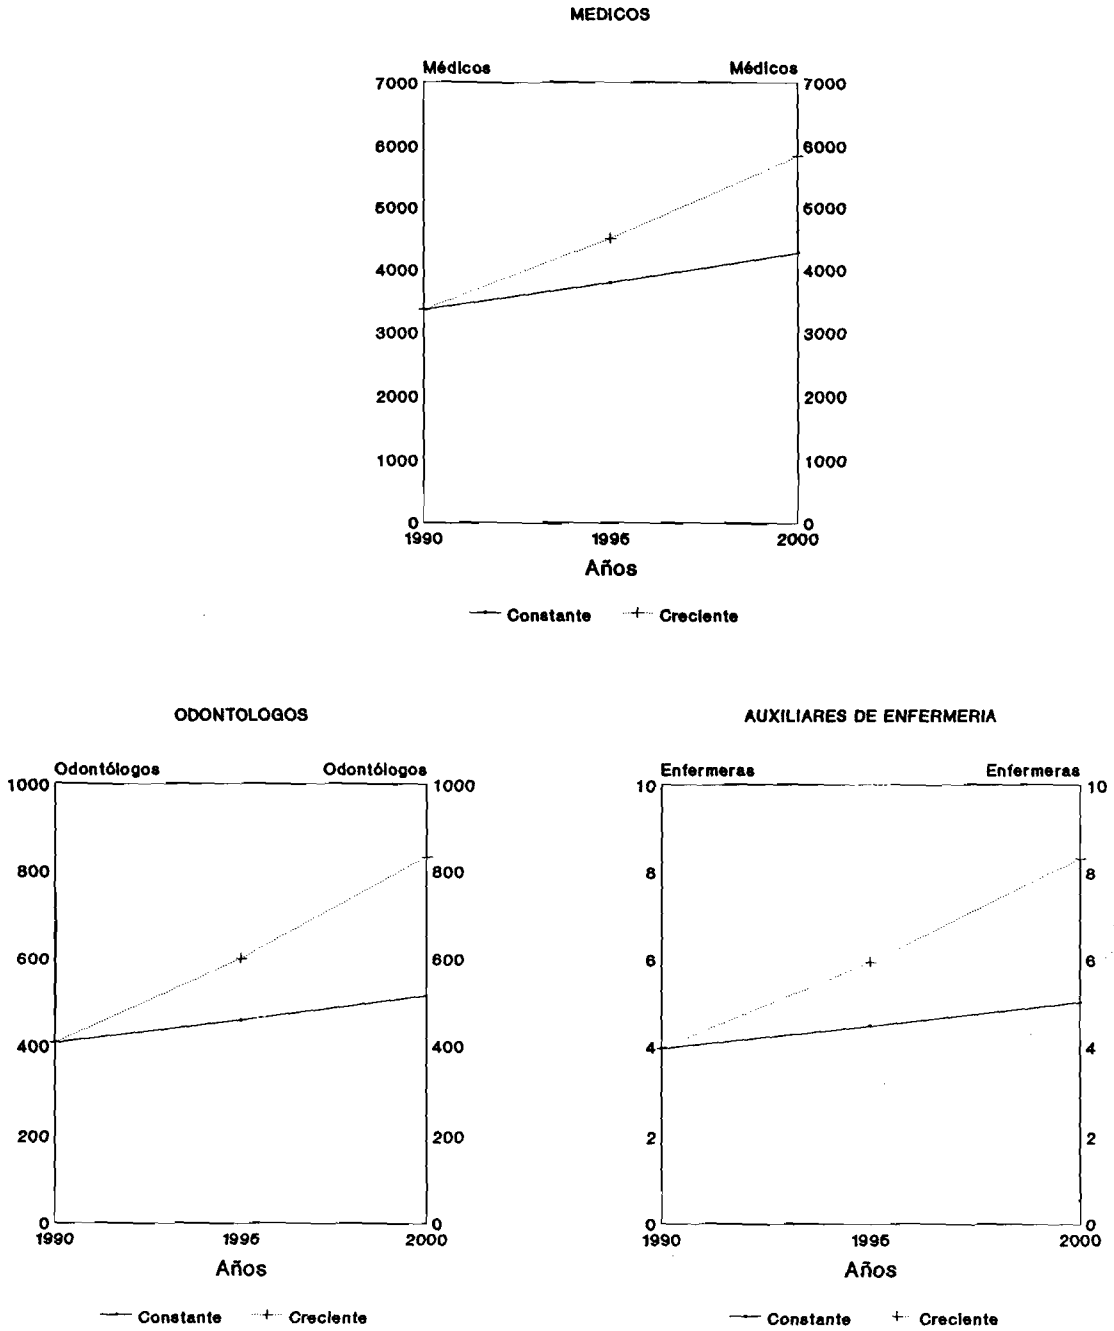 MEDICOS
Médicos Médicos
7000 7000
6000 6000
5000 5000
4000 4000
3000 3000
2000 2000
1000 1000
0 0
1990 1995 2000
Años
Constante Creciente
ODONTOLOGOS
Odontólogos Odontólogos
1000 1000
800 800
600 600
400 400
200 200
0 0
1990 1995 2000
Años
Constante Creciente
AUXILIARES DE ENFERMERIA
Enfermeras Enfermeras
10 10
8 8
6 6
4 4
2 2
0 0
1990 1995 2000
Años
Constante Creciente